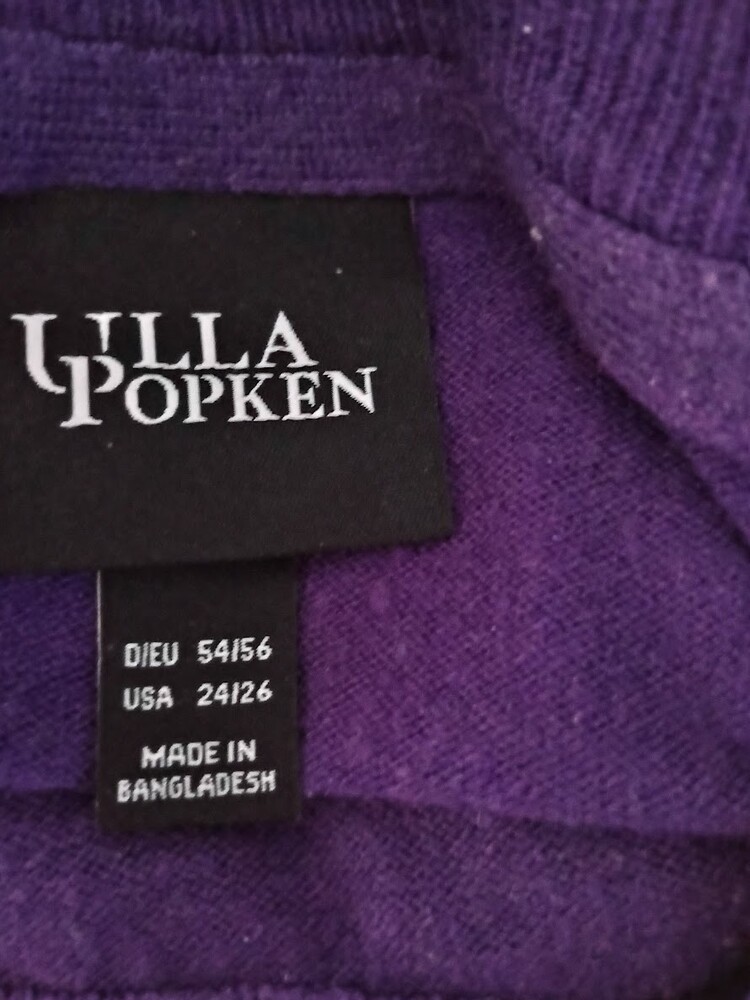 ULLA
POPKEN
D/EU 54/56
USA 24/26
MADE IN
BANGLADESH